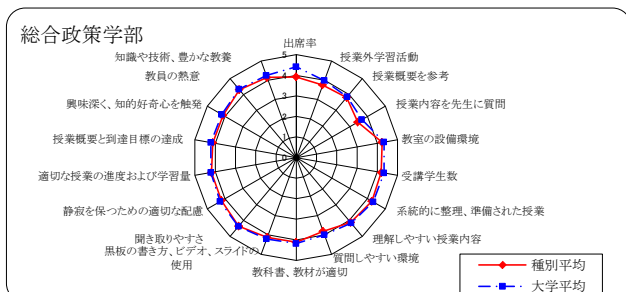 総合政策学部
出席率
授業外学習活動
授業概要を参考
授業内容を先生に質問
教室の設備環境
受講学生数
系統的に整理、準備された授業
理解しやすい授業内容
質問しやすい環境
教科書、教材が適切
黒板の書き方、ビデオ、スライドの
使用
聞き取りやすさ
静寂を保つための適切な配慮
適切な授業の進度および学習量
授業概要と到達目標の達成
興味深く、知的好奇心を触発
教員の熱意
知識や技術、豊かな教養
5
4
3
2
1
0
種別平均
大学平均